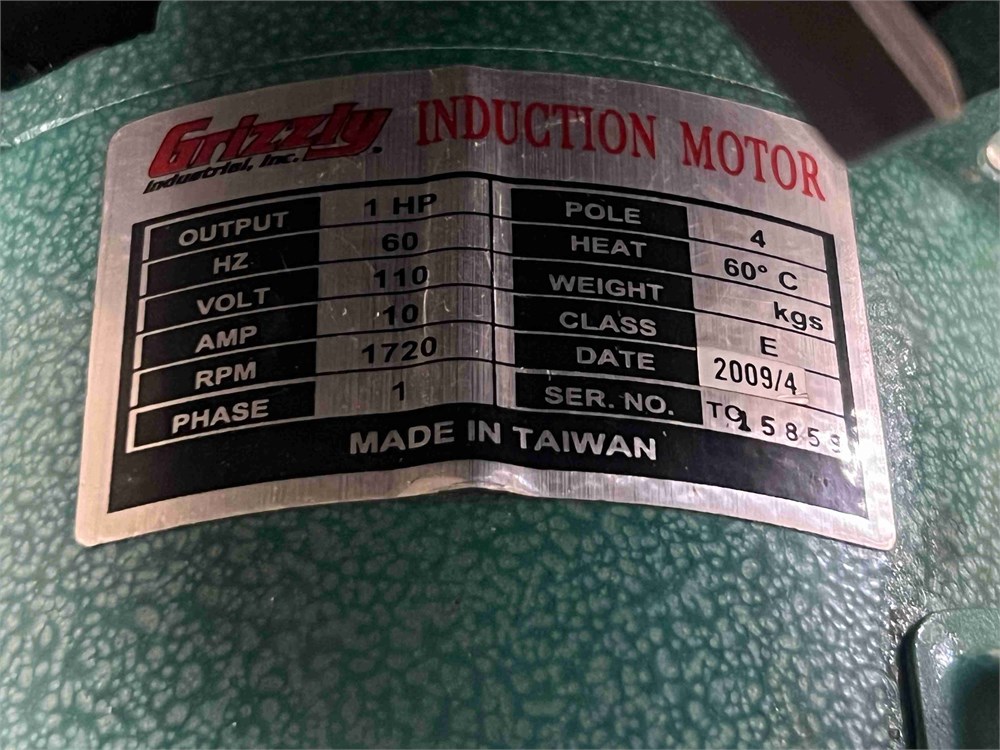 Grizzly INDUCTION MOTOR
Industrial, Inc.
OUTPUT 1 HP POLE 4
HZ 60 HEAT 60° C
VOLT 110 WEIGHT kgs
AMP 10 CLASS E
RPM 1720 DATE 2009/4
PHASE 1 SER. NO.
MADE IN TAIWAN